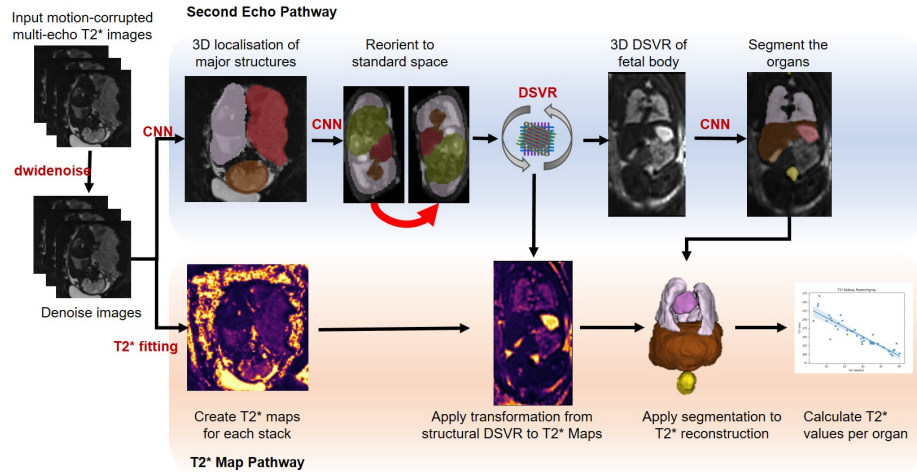 Second Echo Pathway
Input motion-corrupted
multi-echo T2* images
dwidenoise
Denoise images
CNN
3D localisation of
major structures
CNN
Reorient to
standard space
DSVR
3D DSVR of
fetal body
CNN
Segment the
organs
T2* fitting
Create T2* maps
for each stack
Apply transformation from
structural DSVR to T2* Maps
Apply segmentation to
T2* reconstruction
T2* Kidney Parenchyma
Calculate T2*
values per organ
T2* Map Pathway